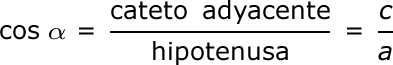 cos α = cateto adyacente / hipotenusa = c / a